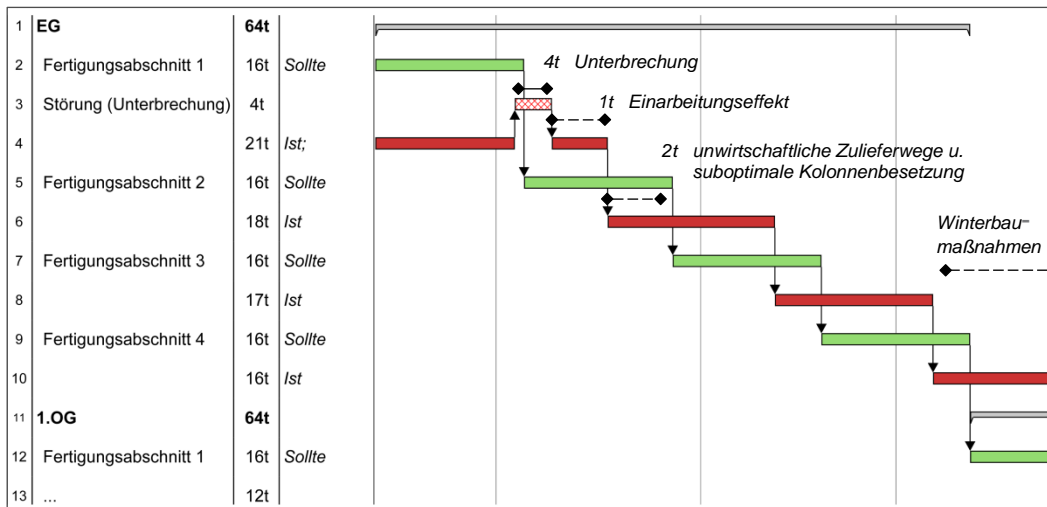 1 EG 64t
2 Fertigungsabschnitt 1 16t Sollte
4t Unterbrechung
3 Störung (Unterbrechung) 4t
1t Einarbeitungseffekt
4 21t Ist;
2t unwirtschaftliche Zulieferwege u.
suboptimale Kolonnenbesetzung
5 Fertigungsabschnitt 2 16t Sollte
6 18t Ist
Winterbau-
maßnahmen
7 Fertigungsabschnitt 3 16t Sollte
8 17t Ist
9 Fertigungsabschnitt 4 16t Sollte
10 16t Ist
11 1.OG 64t
12 Fertigungsabschnitt 1 16t Sollte
13 ... 12t